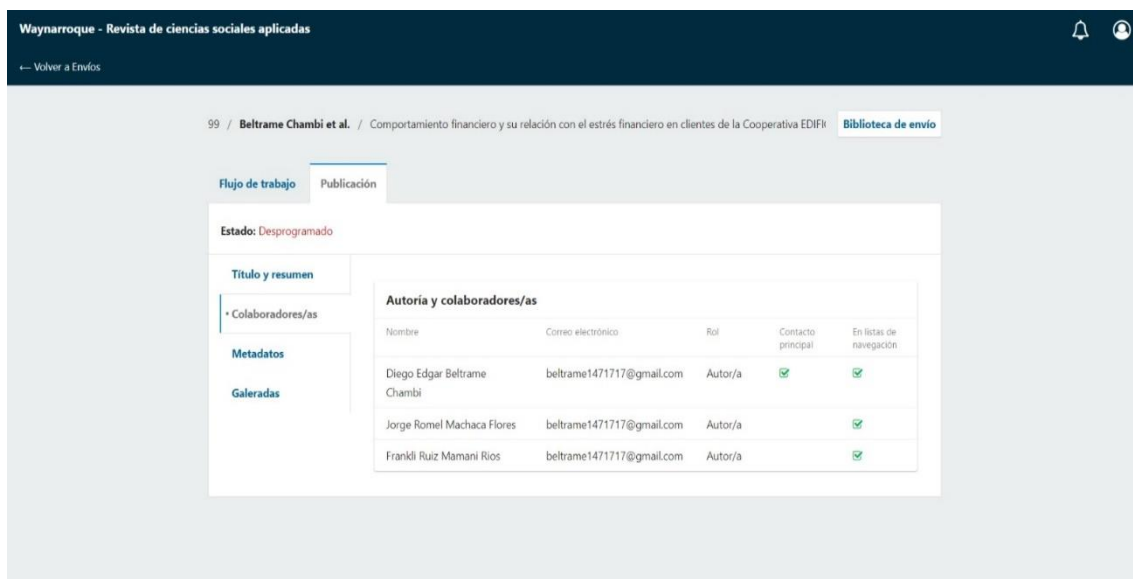 Waynarroque - Revista de ciencias sociales aplicadas
← Volver a Envíos
99 / Beltrame Chambi et al. / Comportamiento financiero y su relación con el estrés financiero en clientes de la Cooperativa EDIFI
Biblioteca de envío
Flujo de trabajo
Publicación
Estado: Desprogramado
Título y resumen
• Colaboradores/as
Metadatos
Galeradas
Autoría y colaboradores/as
Nombre Correo electrónico Rol Contacto principal En listas de navegación
Diego Edgar Beltrame Chambi beltrame1471717@gmail.com Autor/a
Jorge Romel Machaca Flores beltrame1471717@gmail.com Autor/a
Frankli Ruiz Mamani Rios beltrame1471717@gmail.com Autor/a